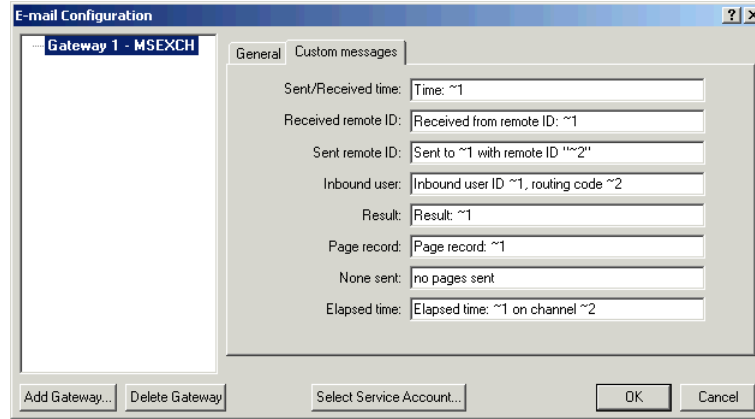 E-mail Configuration
Gateway 1 - MSEXCH
General Custom messages
Sent/Received time: Time: ~1
Received remote ID: Received from remote ID: ~1
Sent remote ID: Sent to ~1 with remote ID "~2"
Inbound user: Inbound user ID ~1, routing code ~2
Result: Result: ~1
Page record: Page record: ~1
None sent: no pages sent
Elapsed time: Elapsed time: ~1 on channel ~2
Add Gateway... Delete Gateway Select Service Account... OK Cancel